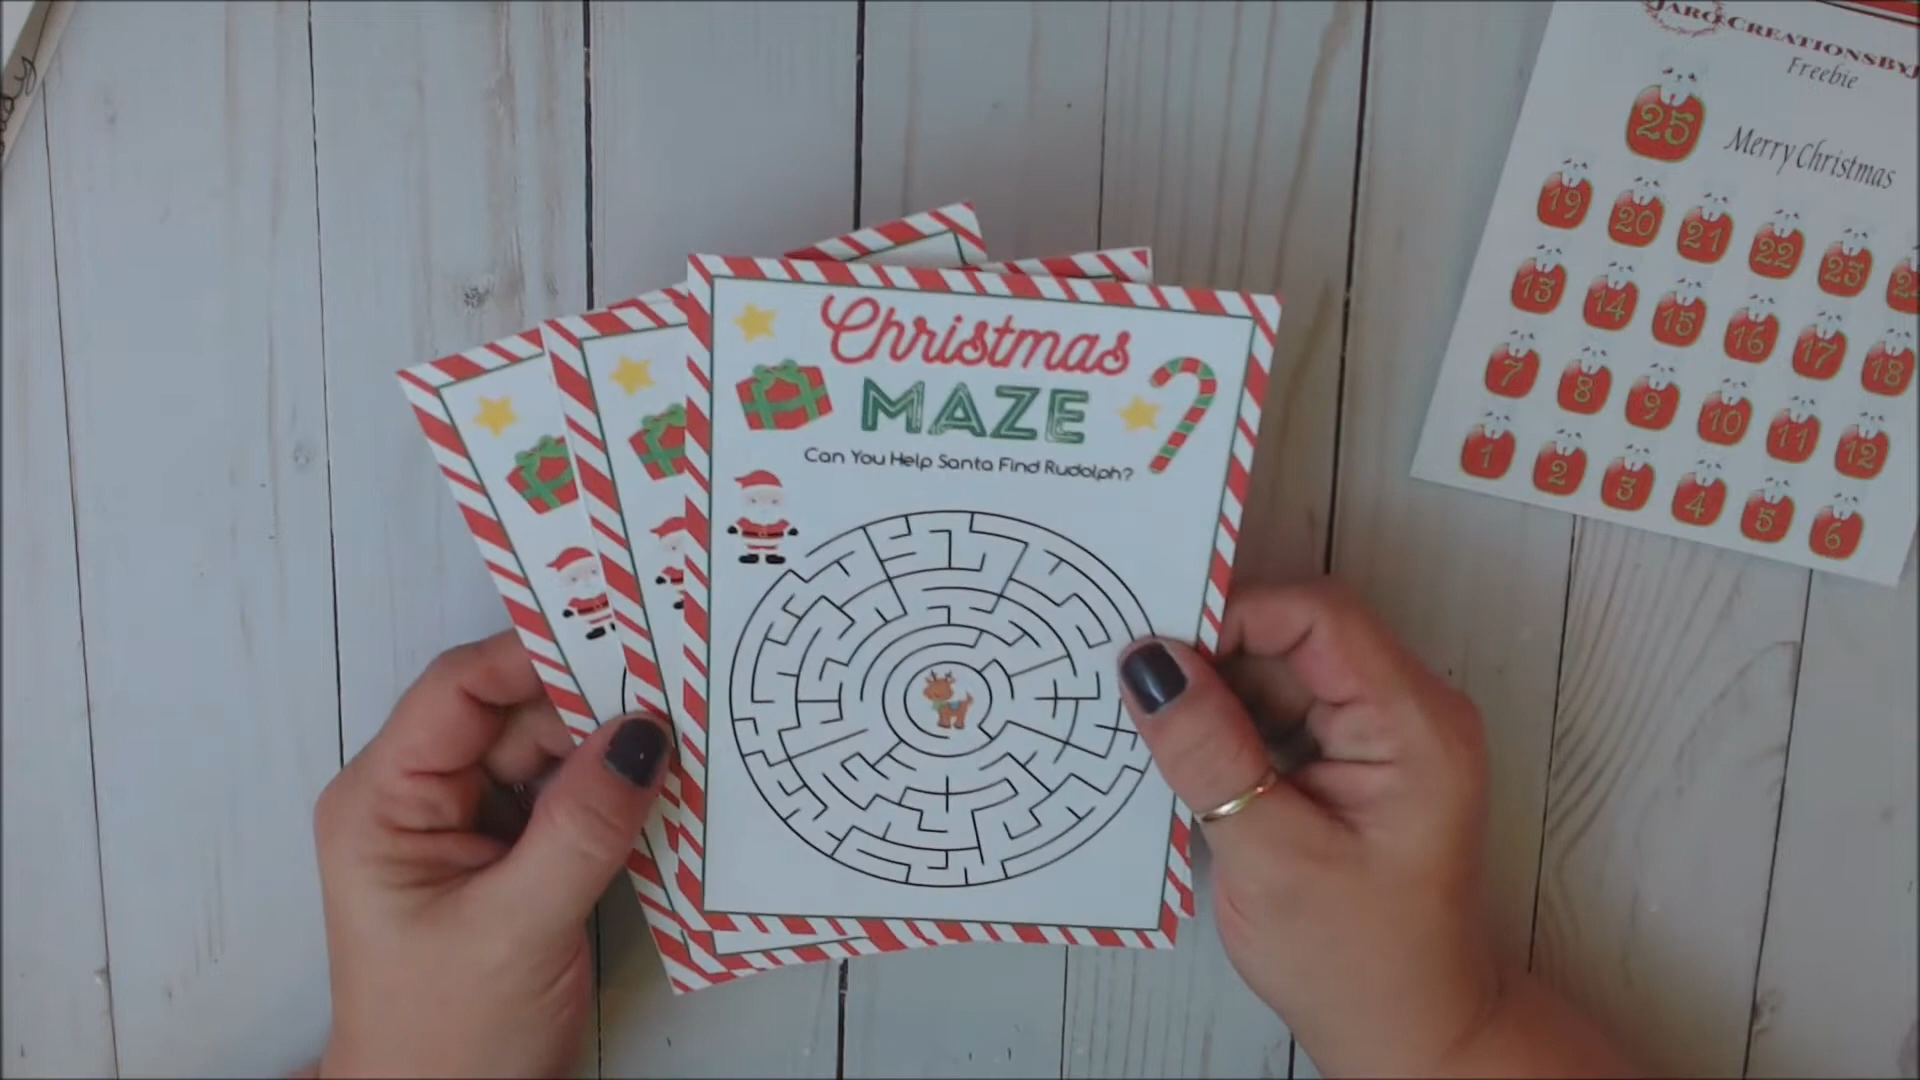 Christmas
MAZE
Can You Help Santa Find Rudolph?
Freebie
25
Merry Christmas
19 20 21 22 23
13 14 15 16 17 18
7 8 9 10 11 12
1 2 3 4 5 6